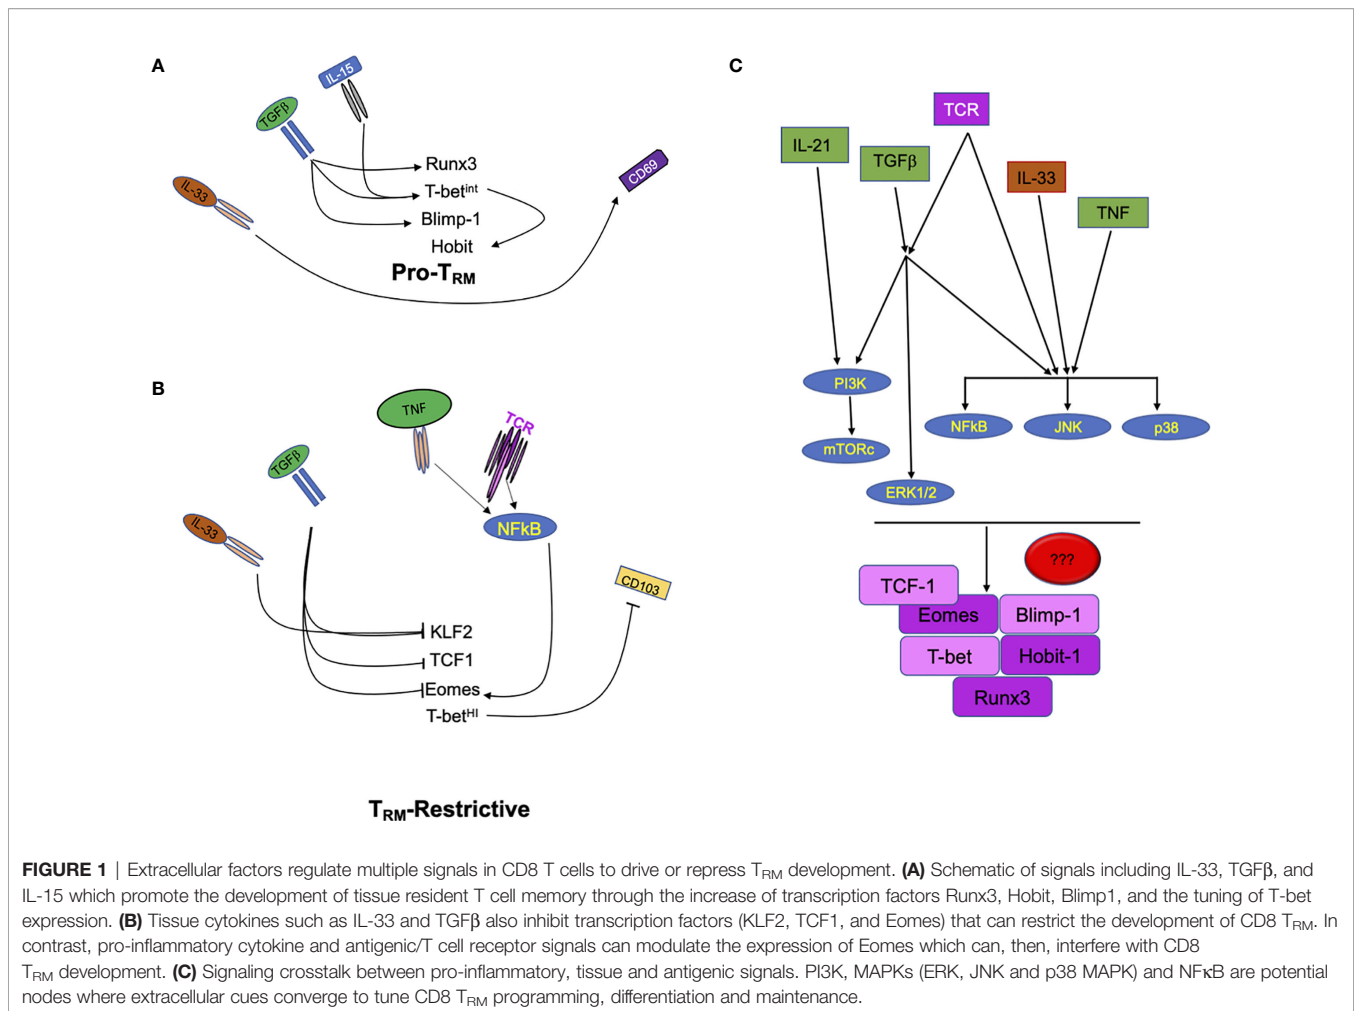 A
IL-15
TGFβ
IL-33
Runx3
T-betint
Blimp-1
Hobit
Pro-TRM
CD69
B
TNF
TCR
TGFβ
IL-33
NFkB
CD103
KLF2
TCF1
Eomes
T-betHI
TRM-Restrictive
C
TCR
IL-21
TGFβ
IL-33
TNF
PI3K
mTORc
ERK1/2
NFkB
JNK
p38
???
TCF-1
Eomes
Blimp-1
T-bet
Hobit-1
Runx3
FIGURE 1 | Extracellular factors regulate multiple signals in CD8 T cells to drive or repress TRM development. (A) Schematic of signals including IL-33, TGFβ, and
IL-15 which promote the development of tissue resident T cell memory through the increase of transcription factors Runx3, Hobit, Blimp1, and the tuning of T-bet
expression. (B) Tissue cytokines such as IL-33 and TGFβ also inhibit transcription factors (KLF2, TCF1, and Eomes) that can restrict the development of CD8 TRM. In
contrast, pro-inflammatory cytokine and antigenic/T cell receptor signals can modulate the expression of Eomes which can, then, interfere with CD8
TRM development. (C) Signaling crosstalk between pro-inflammatory, tissue and antigenic signals. PI3K, MAPKs (ERK, JNK and p38 MAPK) and NFκB are potential
nodes where extracellular cues converge to tune CD8 TRM programming, differentiation and maintenance.